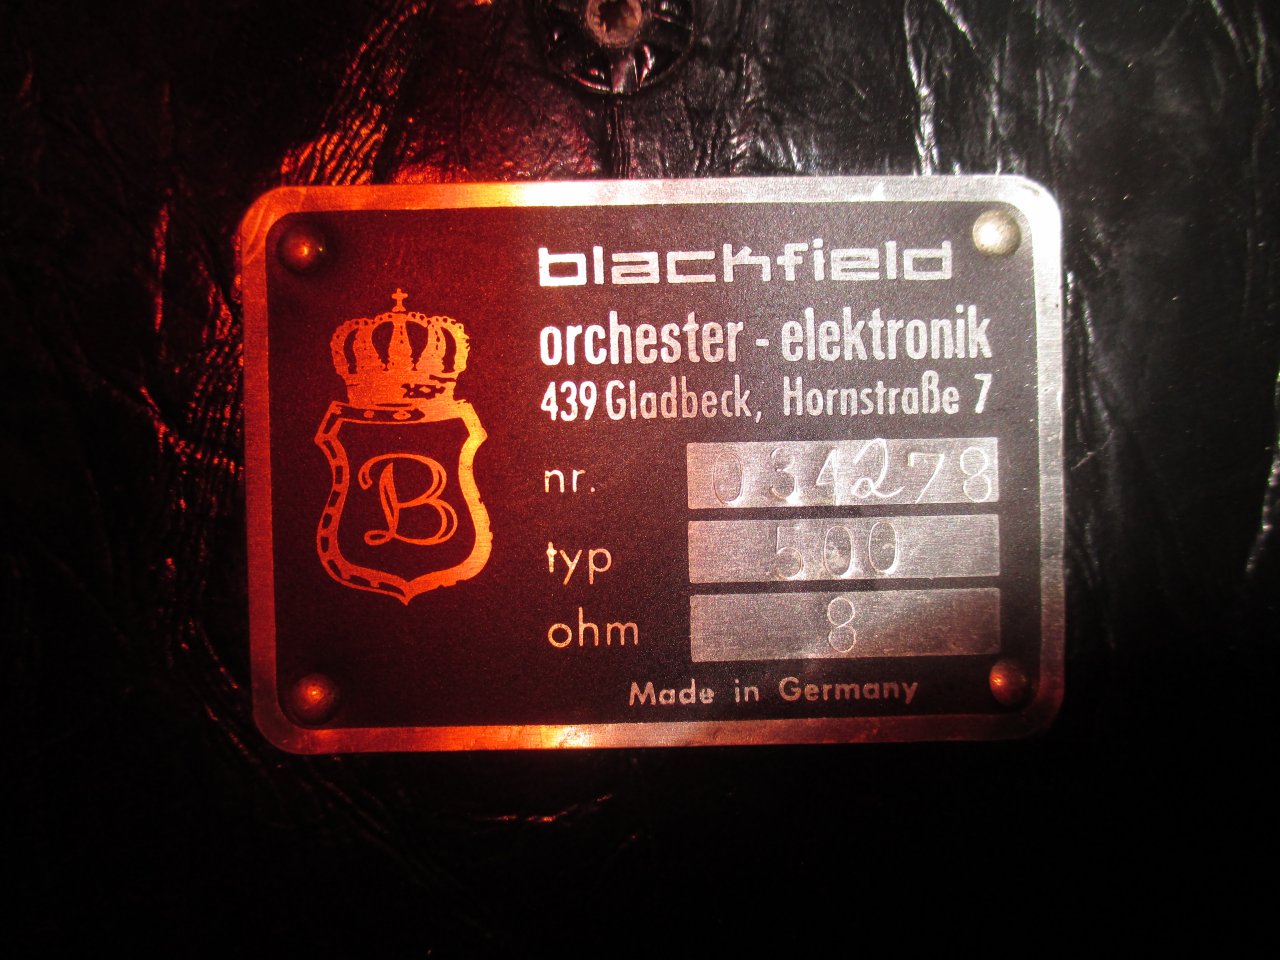 blackfield
orchester - elektronik
439 Gladbeck, Hornstraße 7
B
nr. 034278
typ 500
ohm 8
Made in Germany